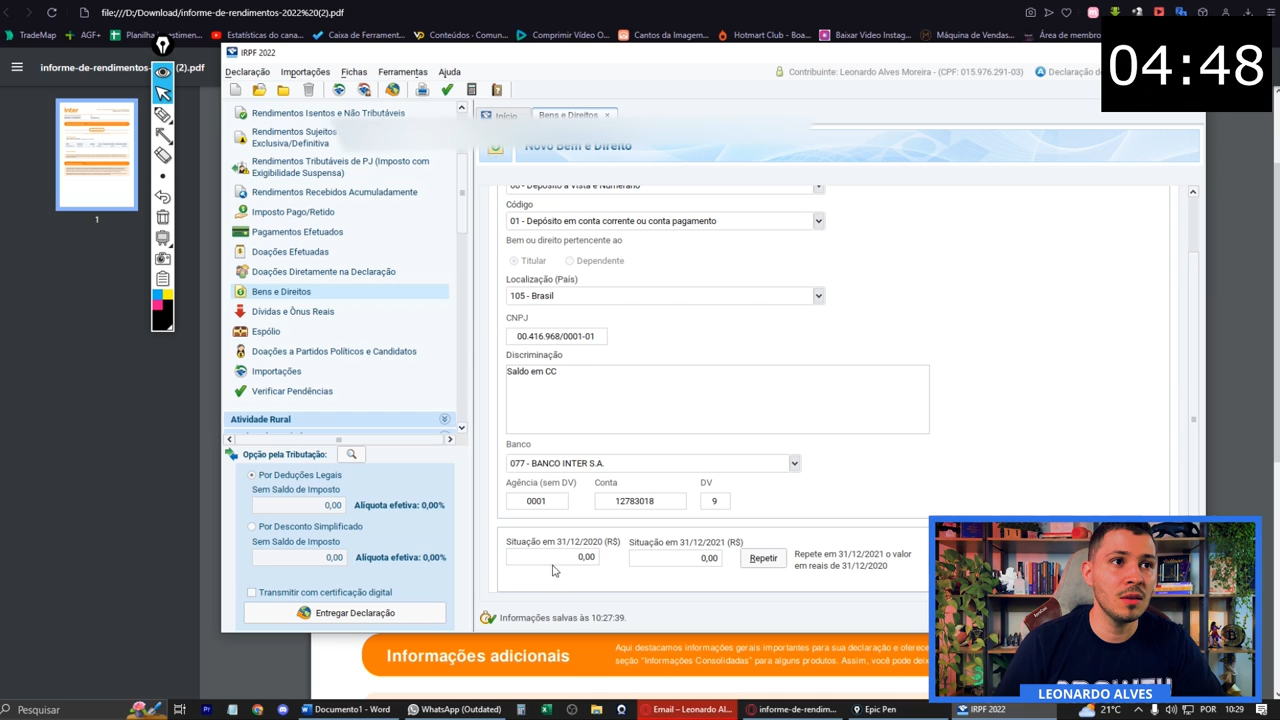 file:///D:/informe-de-rendimentos-
TradeMap
AGF+
Planilha
Estatísticas do can...
Caixa de Ferrament...
Conteúdos - Comun...
Comprimir Vídeo O...
Cantos da Imagem...
Hotmart Club - Boa...
Baixar Video Instag...
Área de membro
informe-de-rendimentos-
(2).pdf
1
IRPF 2022
Declaração Importações Fichas Ferramentas Ajuda
Contribuinte: Leonardo Alves Moreira - (CPF: 015.976.291-03)
Declaração de
04:48
Rendimentos Isentos e Não Tributáveis
Rendimentos Sujeitos
Exclusiva/Definitiva
Rendimentos Tributáveis de PJ (Imposto com
Exigibilidade Suspensa)
Rendimentos Recebidos Acumuladamente
Imposto Pago/Retido
Pagamentos Efetuados
Doações Efetuadas
Doações Diretamente na Declaração
Bens e Direitos
Dívidas e Ônus Reais
Espólio
Doações a Partidos Políticos e Candidatos
Importações
Verificar Pendências
Atividade Rural
Opção pela Tributação:
Por Deduções Legais
Sem Saldo de Imposto
0,00 Alíquota efetiva: 0,00%
Por Desconto Simplificado
Sem Saldo de Imposto
0,00 Alíquota efetiva: 0,00%
Transmitir com certificação digital
Entregar Declaração
Início
Bens e Direitos ×
Novo Bem e Direito
06 - Depósito à Vista e Numerário
Código
01 - Depósito em conta corrente ou conta pagamento
Bem ou direito pertencente ao
Titular Dependente
Localização (País)
105 - Brasil
CNPJ
00.416.968/0001-01
Discriminação
Saldo em CC
Banco
077 - BANCO INTER S.A.
Agência (sem DV) Conta DV
0001 12783018 9
Situação em 31/12/2020 (R$) Situação em 31/12/2021 (R$)
0,00 0,00 Repetir
Repete em 31/12/2021 o valor
em reais de 31/12/2020
Informações salvas às 10:27:39.
Informações adicionais
Aqui destacamos informações gerais importantes para sua declaração e oferece
seção "Informações Consolidadas" para alguns produtos. Assim, você pode deix
inter
LEONARDO ALVES
Pesquisar
Documento1 - Word
WhatsApp (Outdated)
Email – Leonardo A...
informe-de-rendim...
Epic Pen
IRPF 2022
21°C
POR
10:29